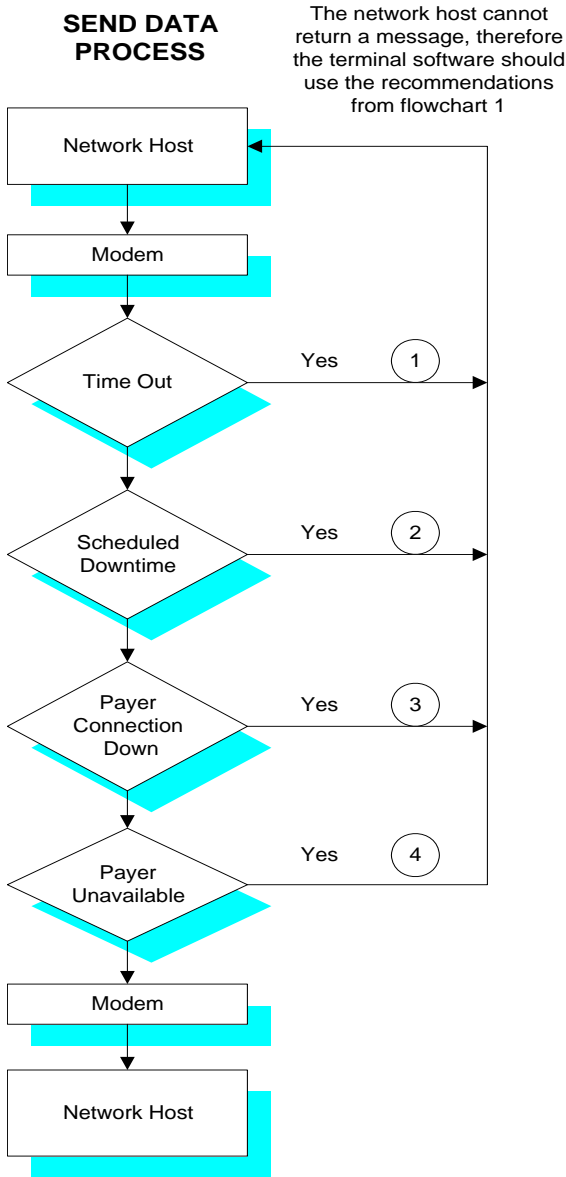 SEND DATA
PROCESS
The network host cannot
return a message, therefore
the terminal software should
use the recommendations
from flowchart 1
Network Host
Modem
Time Out
Yes
1
Scheduled
Downtime
Yes
2
Payer
Connection
Down
Yes
3
Payer
Unavailable
Yes
4
Modem
Network Host